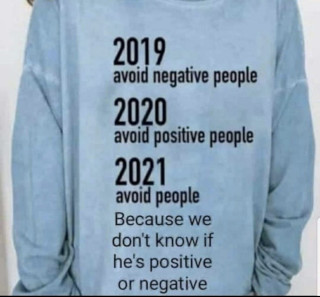 2019
avoid negative people
2020
avoid positive people
2021
avoid people
Because we
don't know if
he's positive
or negative